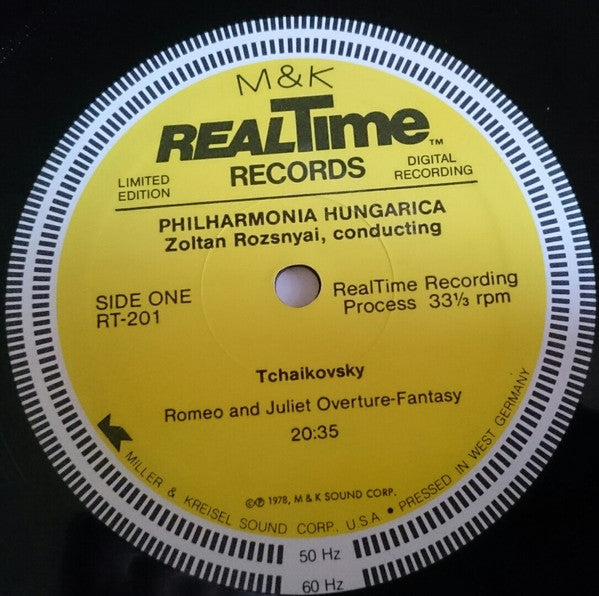 M&K
REALTime™
RECORDS
LIMITED
EDITION
DIGITAL
RECORDING
PHILHARMONIA HUNGARICA
Zoltan Rozsnyai, conducting
SIDE ONE
RT-201
RealTime Recording
Process 33⅓ rpm
Tchaikovsky
Romeo and Juliet Overture-Fantasy
20:35
©℗ 1978, M & K SOUND CORP.
MILLER & KREISEL SOUND CORP. U.S.A • PRESSED IN WEST GERMANY
50 Hz
60 Hz